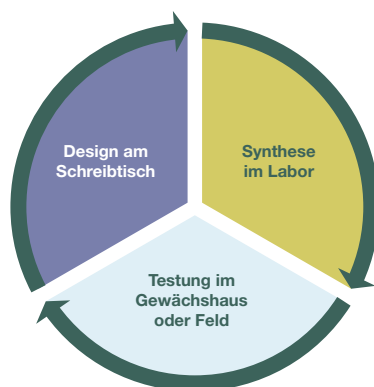 Design am
Schreibtisch
Synthese
im Labor
Testung im
Gewächshaus
oder Feld